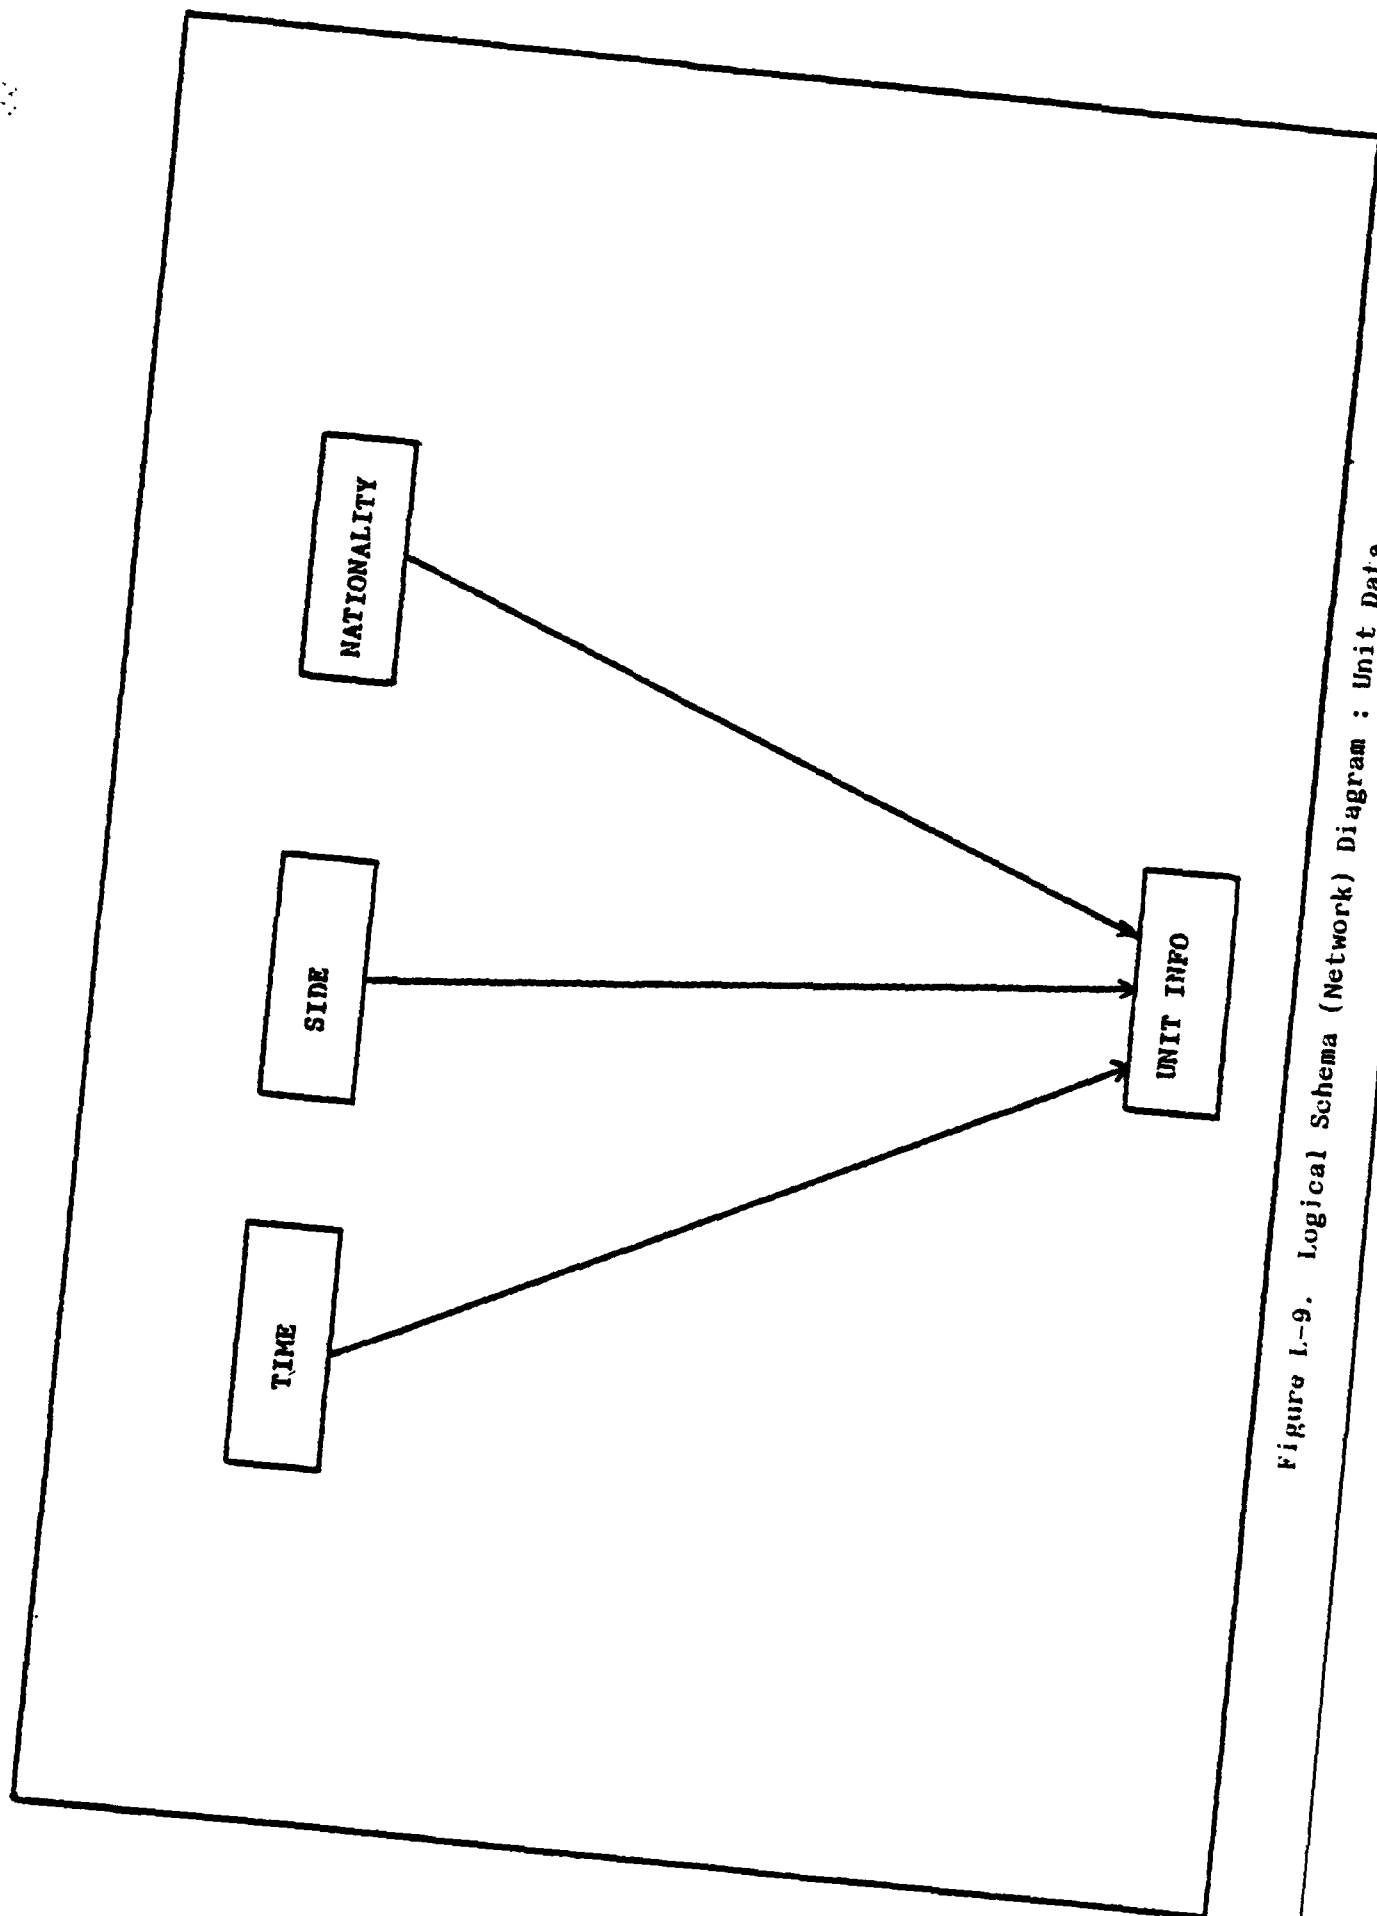 TIME
SIDE
NATIONALITY
UNIT INFO
Figure L-9. Logical Schema (Network) Diagram : Unit Data